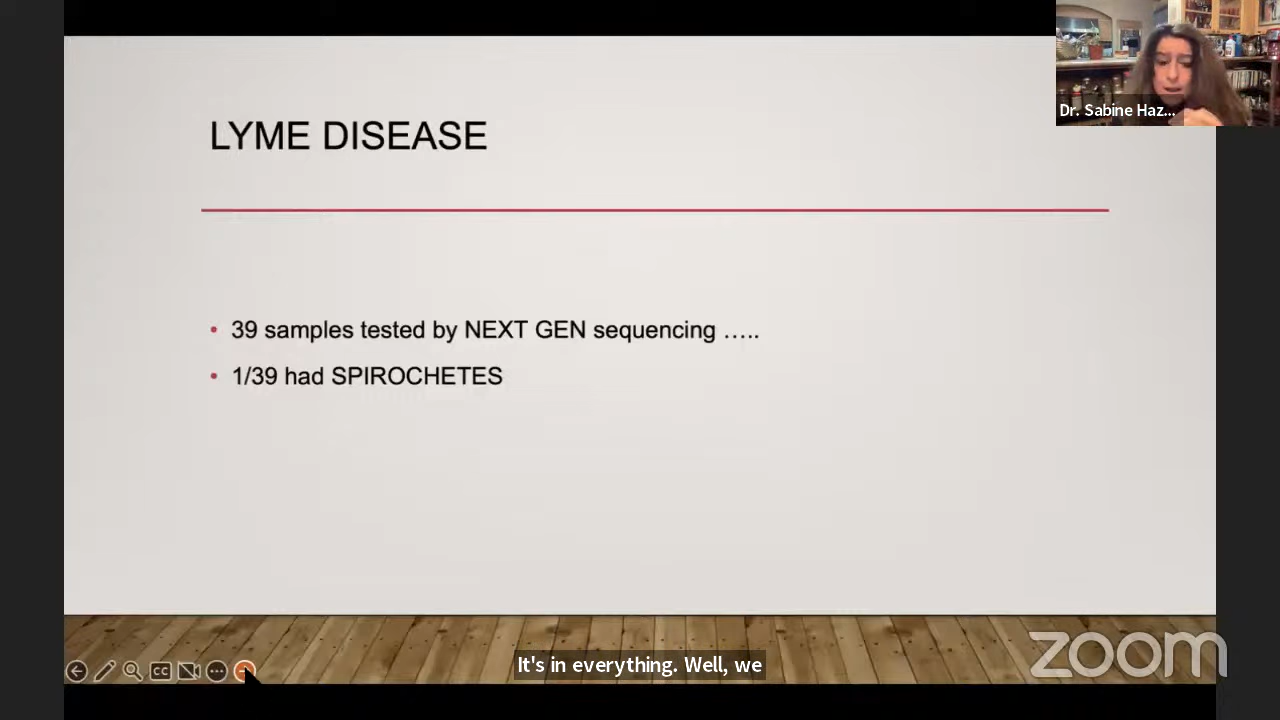 Dr. Sabine Haz...
LYME DISEASE
• 39 samples tested by NEXT GEN sequencing …..
• 1/39 had SPIROCHETES
CC
It's in everything. Well, we
zoom